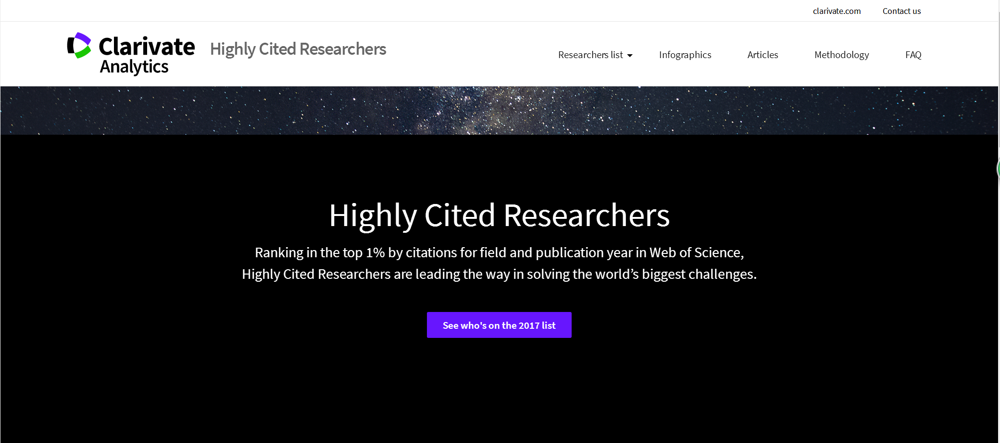 clarivate.com
Contact us
Clarivate
Analytics
Highly Cited Researchers
Researchers list
Infographics
Articles
Methodology
FAQ
Highly Cited Researchers
Ranking in the top 1% by citations for field and publication year in Web of Science,
Highly Cited Researchers are leading the way in solving the world’s biggest challenges.
See who's on the 2017 list